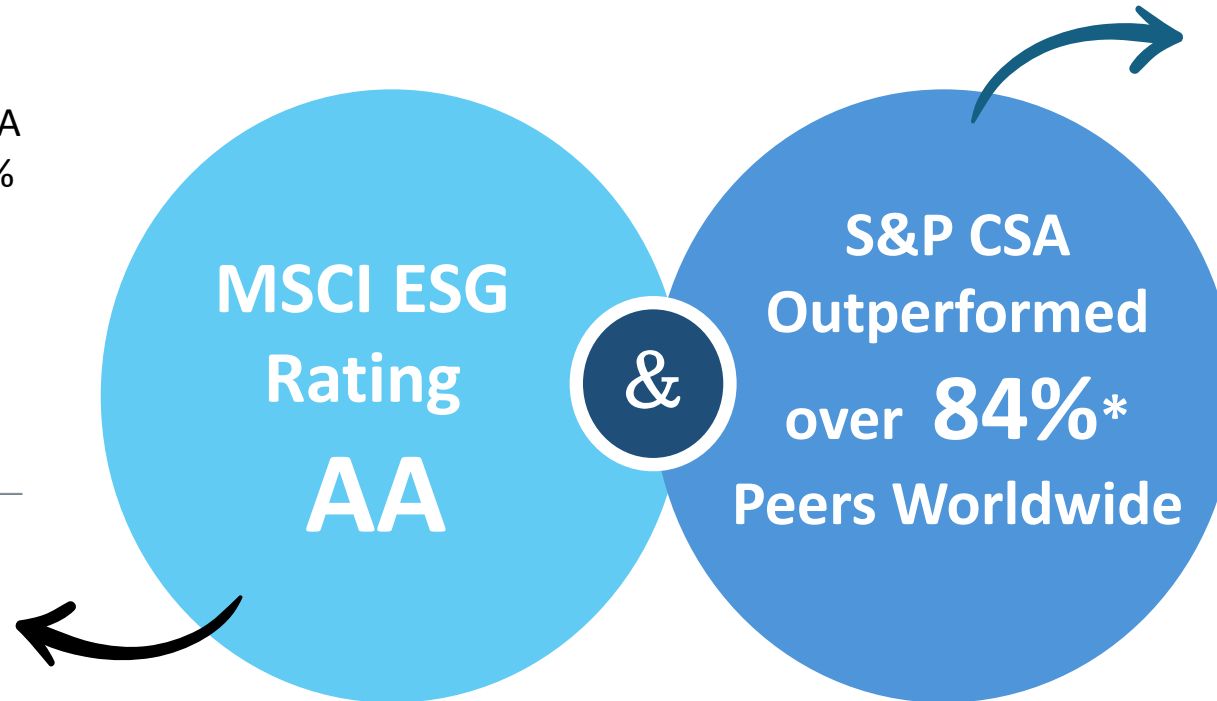 A
%
MSCI ESG
Rating
AA
&
S&P CSA
Outperformed
over 84%*
Peers Worldwide